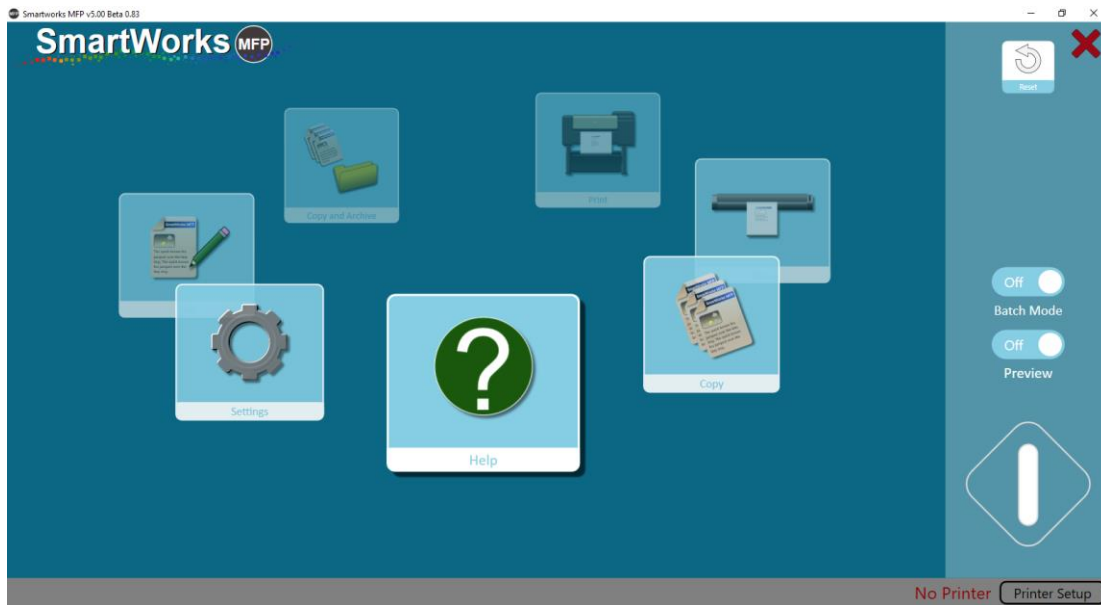 Smartworks MFP v5.00 Beta 0.83
SmartWorks MFP
Reset
Copy and Archive
Print
Off
Batch Mode
Off
Preview
Settings
Copy
Help
No Printer
Printer Setup